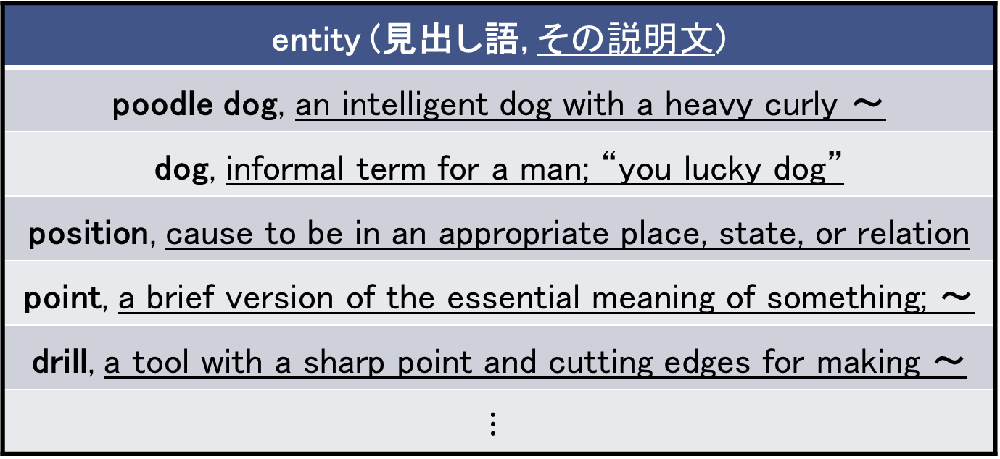 entity（見出し語, その説明文）
poodle dog, an intelligent dog with a heavy curly ～
dog, informal term for a man; “you lucky dog”
position, cause to be in an appropriate place, state, or relation
point, a brief version of the essential meaning of something; ～
drill, a tool with a sharp point and cutting edges for making ～
⋮